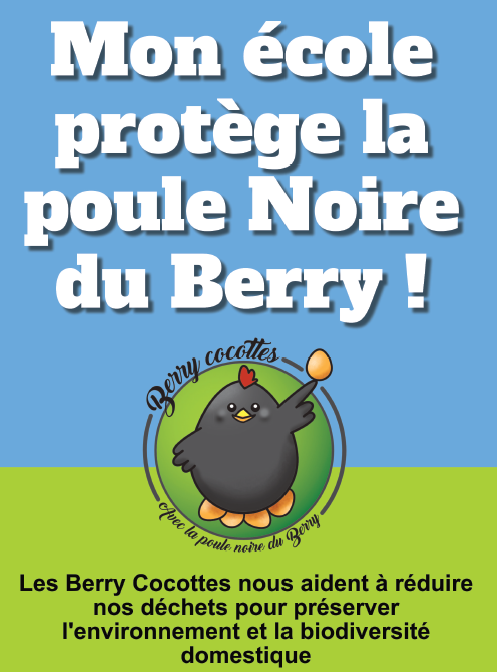 Mon école
protège la
poule Noire
du Berry !
Berry cocottes
Avec la poule noire du Berry
Les Berry Cocottes nous aident à réduire
nos déchets pour préserver
l'environnement et la biodiversité
domestique